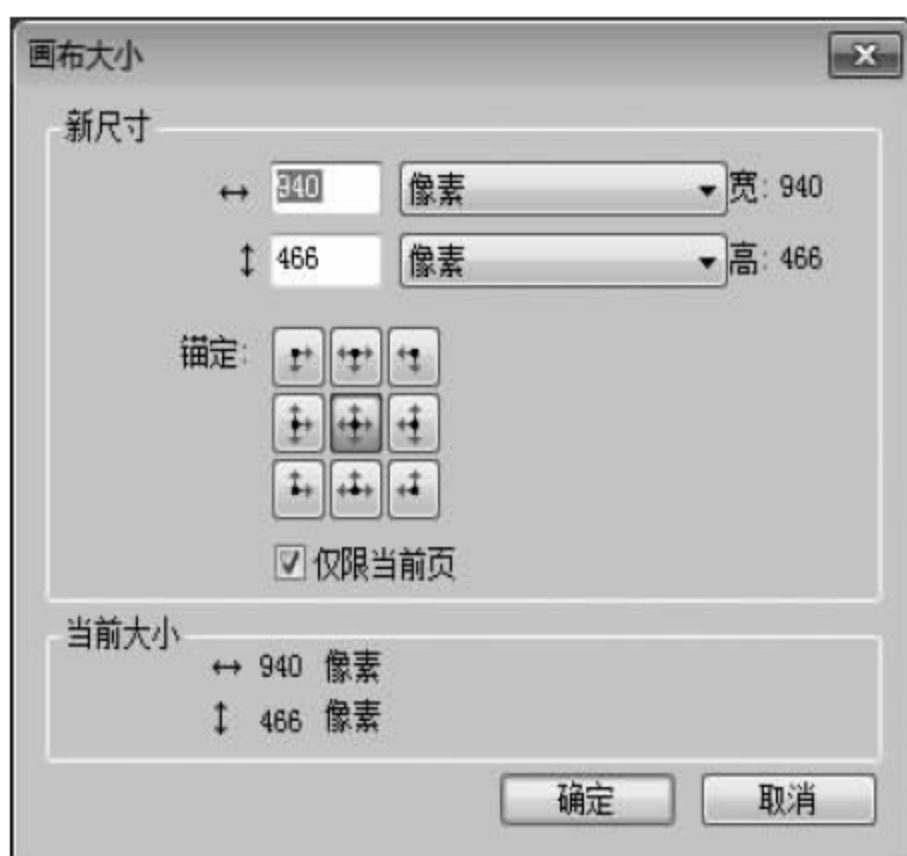 画布大小
新尺寸
940 像素 宽: 940
466 像素 高: 466
锚定:
仅限当前页
当前大小
940 像素
466 像素
确定 取消